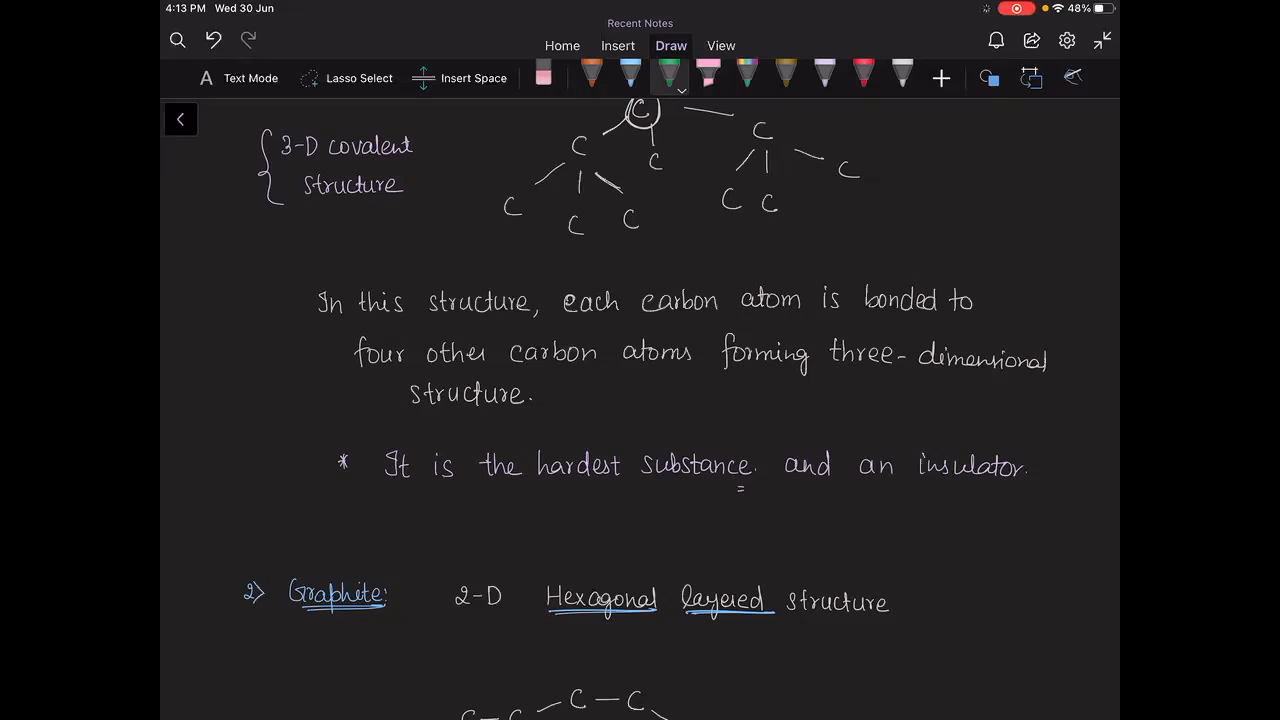 4:13 PM Wed 30 Jun
48%
Recent Notes
Home Insert Draw View
Text Mode Lasso Select Insert Space
C
{ 3-D covalent C C
structure C C
C C C
C C
In this structure, each carbon atom is bonded to
four other carbon atoms forming three-dimensional
structure.
* It is the hardest substance and an insulator.
2) Graphite: 2-D Hexagonal layered structure
C — C
C — C